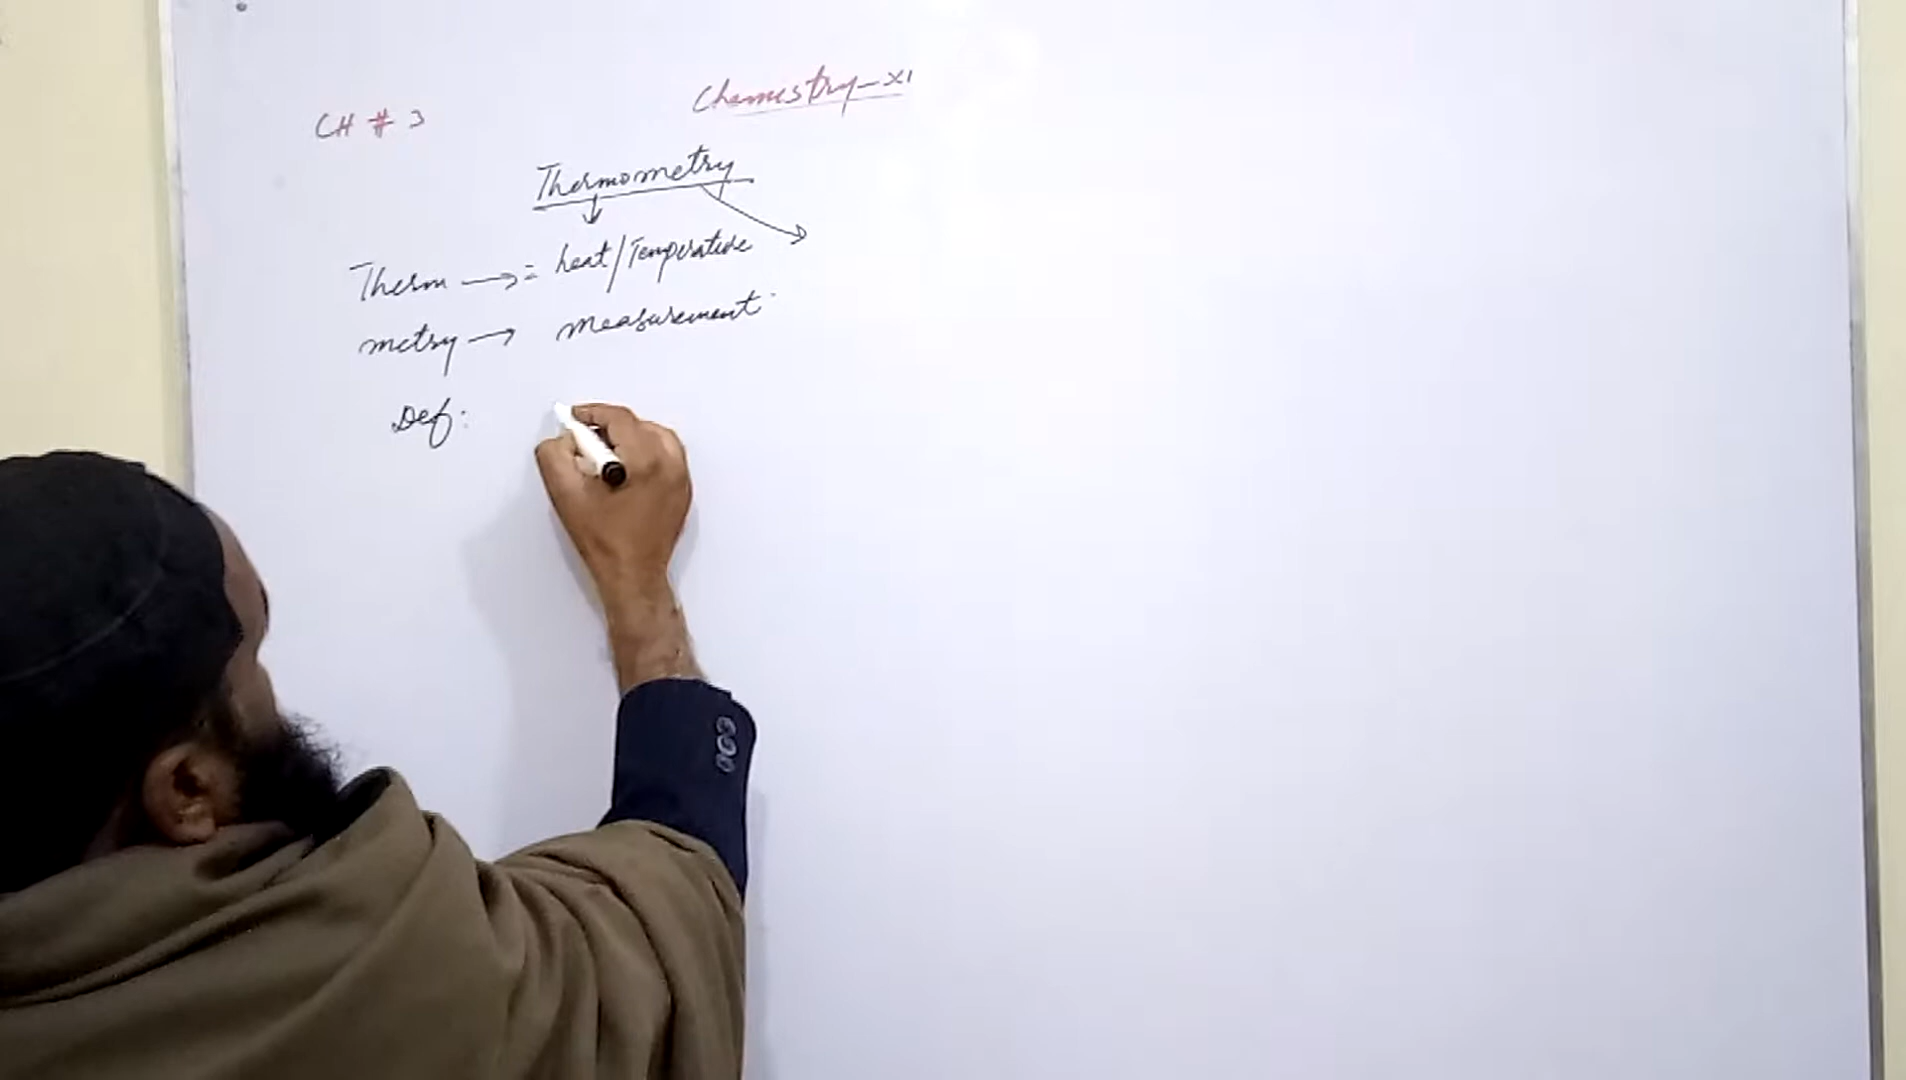 Chemistry-XI
CH # 3
Thermometry
Therm → = heat/Temperature
metry → measurement
Def: